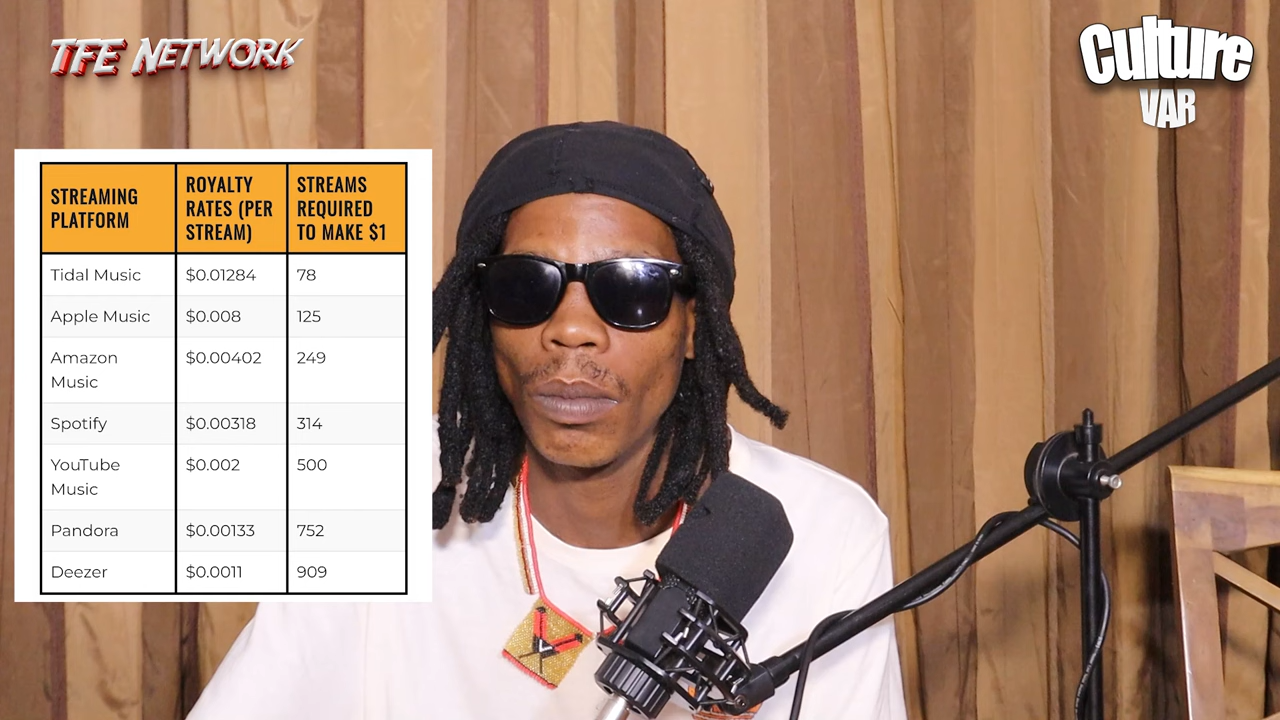 TFE NETWORK
Culture
VAR
STREAMING
PLATFORM
ROYALTY
RATES (PER
STREAM)
STREAMS
REQUIRED
TO MAKE $1
Tidal Music $0.01284 78
Apple Music $0.008 125
Amazon
Music
$0.00402 249
Spotify $0.00318 314
YouTube
Music
$0.002 500
Pandora $0.00133 752
Deezer $0.0011 909